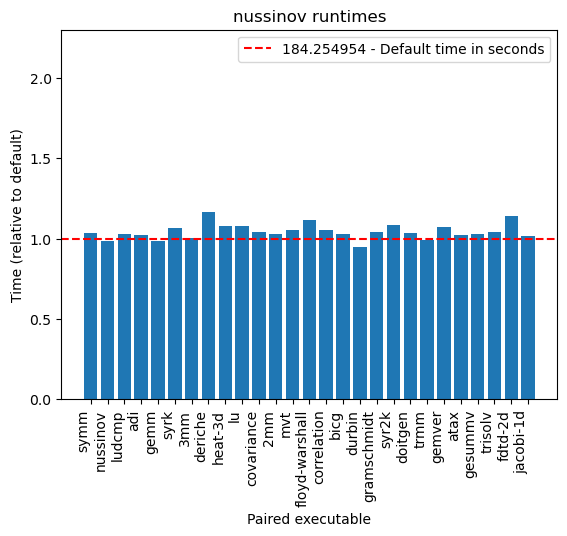 nussinov runtimes
184.254954 - Default time in seconds
Time (relative to default)
2.0
1.5
1.0
0.5
0.0
symm
nussinov
ludcmp
adi
gemm
syrk
3mm
deriche
heat-3d
lu
covariance
2mm
mvt
floyd-warshall
correlation
bicg
durbin
gramschmidt
syr2k
doitgen
trmm
gemver
atax
gesummv
trisolv
fdtd-2d
jacobi-1d
Paired executable